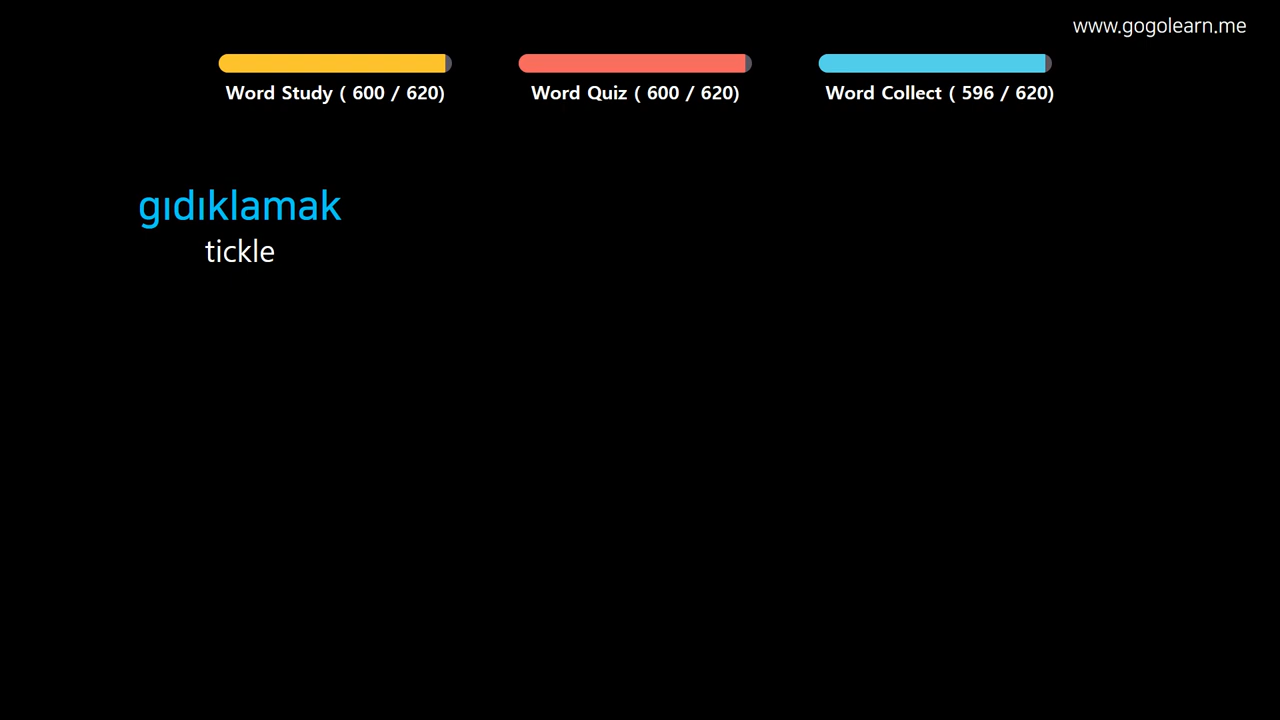 www.gogolearn.me
Word Study ( 600 / 620)
Word Quiz ( 600 / 620)
Word Collect ( 596 / 620)
gıdıklamak
tickle